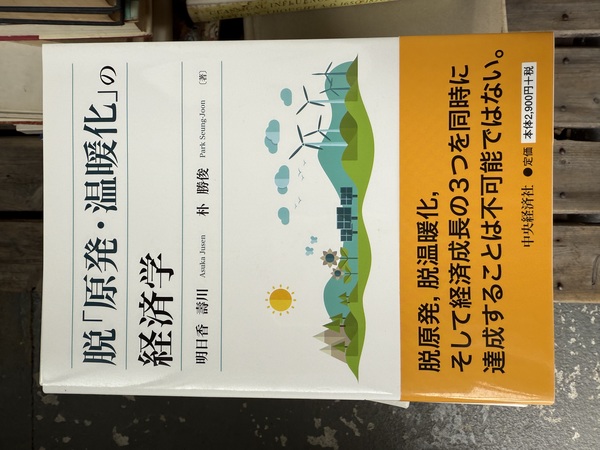 脱「原発・温暖化」の
経済学
明日香 壽川 Asuka Jusen 朴 勝俊 Park Seung-Joon 〔著〕
脱原発，脱温暖化，
そして経済成長の3つを同時に
達成することは不可能ではない。
中央経済社 ●定価 本体2,900円+税